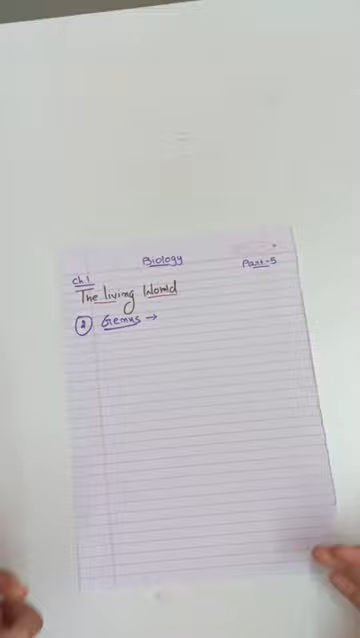 Biology
Part-5
Ch 1
The living World
2 Genus →